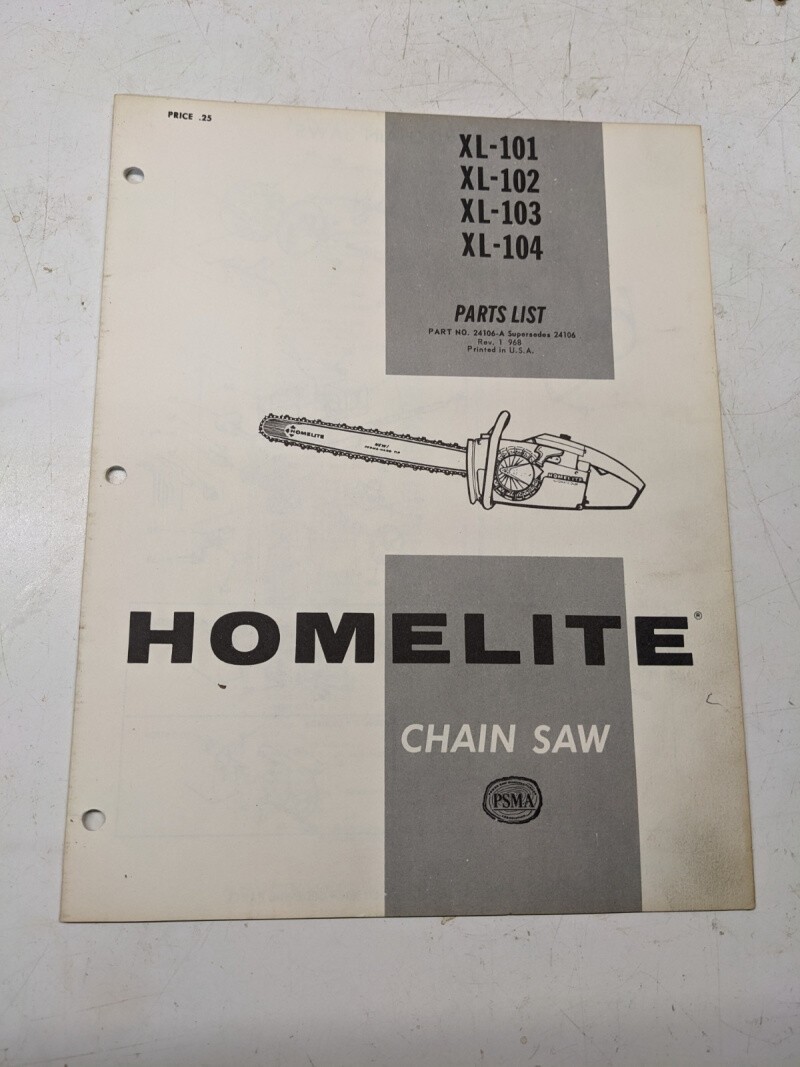 PRICE .25
XL-101
XL-102
XL-103
XL-104
PARTS LIST
PART NO. 24106-A Supersedes 24106
Rev. 1 968
Printed in U.S.A.
HOMELITE
NEW!
HOMELITE
HOMELITE®
CHAIN SAW
PSMA